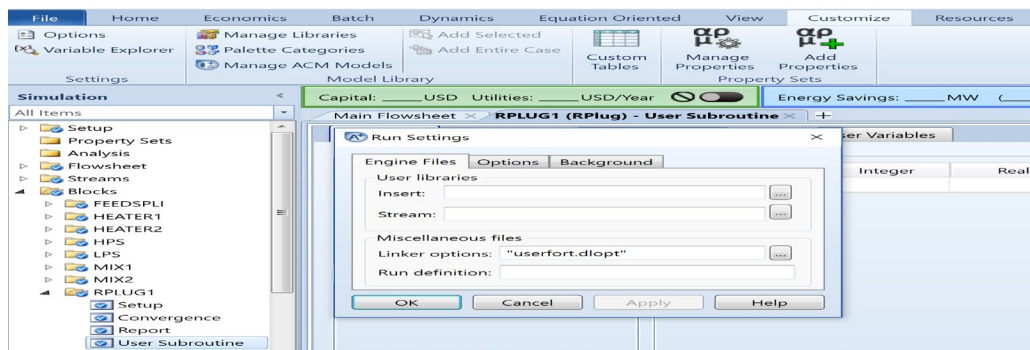 File Home Economics Batch Dynamics Equation Oriented View Customize Resources
Options Manage Libraries Add Selected
Variable Explorer Palette Categories Add Entire Case
Manage ACM Models
Custom Tables
Manage Properties
Add Properties
Settings Model Library Property Sets
Simulation < Capital: ____USD Utilities: ____USD/Year Energy Savings: ____MW (__
All Items Main Flowsheet × RPLUG1 (RPlug) - User Subroutine × +
Setup
Property Sets
Analysis
Flowsheet
Streams
Blocks
FEEDSPLI
HEATER1
HEATER2
HPS
LPS
MIX1
MIX2
RPLUG1
Setup
Convergence
Report
User Subroutine
ser Variables
Integer Real
Run Settings ×
Engine Files Options Background
User libraries
Insert: ...
Stream: ...
Miscellaneous files
Linker options: "userfort.dlopt" ...
Run definition:
OK Cancel Apply Help